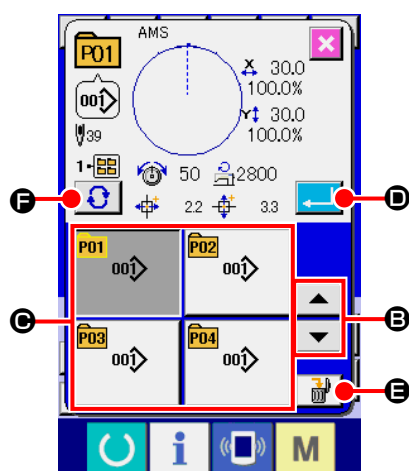 AMS
P01
X 30.0
100.0%
001
Y 30.0
100.0%
39
1-
50 2800
F
2.2 3.3
D
P01 P02
001 001
C
B
P03 P04
001 001
E
i M